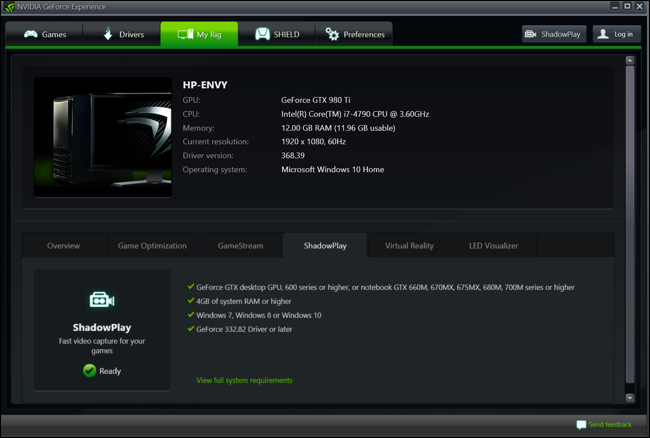 NVIDIA GeForce Experience
Games Drivers My Rig SHIELD Preferences ShadowPlay Log in
HP-ENVY
GPU: GeForce GTX 980 Ti
CPU: Intel(R) Core(TM) i7-4790 CPU @ 3.60GHz
Memory: 12.00 GB RAM (11.96 GB usable)
Current resolution: 1920 x 1080, 60Hz
Driver version: 368.39
Operating system: Microsoft Windows 10 Home
Overview Game Optimization GameStream ShadowPlay Virtual Reality LED Visualizer
ShadowPlay
Fast video capture for your
games
Ready
GeForce GTX desktop GPU, 600 series or higher, or notebook GTX 660M, 670MX, 675MX, 680M, 700M series or higher
4GB of system RAM or higher
Windows 7, Windows 8 or Windows 10
GeForce 332.82 Driver or later
View full system requirements
Send feedback